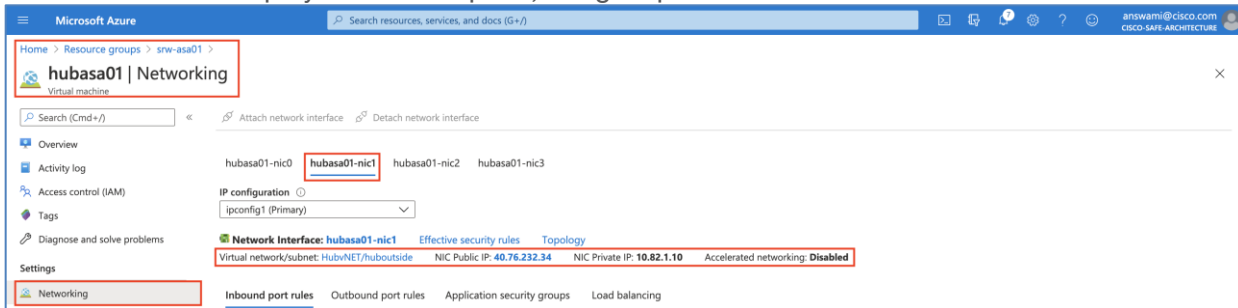 Microsoft Azure
Search resources, services, and docs (G+/)
answami@cisco.com
CISCO-SAFE-ARCHITECTURE
Home > Resource groups > srw-asa01 >
hubasa01 | Networking
Virtual machine
Search (Cmd+/)
Attach network interface Detach network interface
Overview
Activity log
Access control (IAM)
Tags
Diagnose and solve problems
Settings
Networking
hubasa01-nic0 hubasa01-nic1 hubasa01-nic2 hubasa01-nic3
IP configuration
ipconfig1 (Primary)
Network Interface: hubasa01-nic1 Effective security rules Topology
Virtual network/subnet: HubvNET/huboutside NIC Public IP: 40.76.232.34 NIC Private IP: 10.82.1.10 Accelerated networking: Disabled
Inbound port rules Outbound port rules Application security groups Load balancing